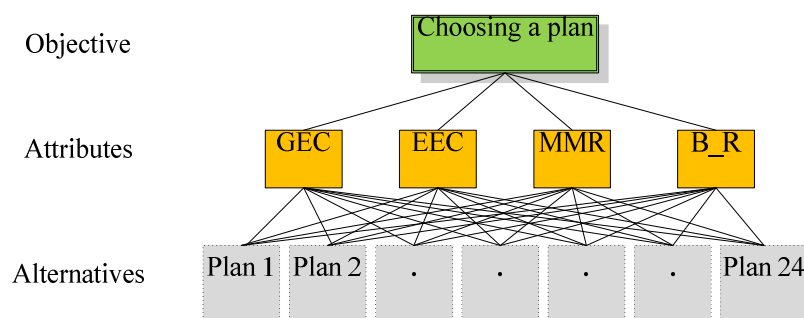 Objective
Choosing a plan
Attributes
GEC
EEC
MMR
B_R
Alternatives
Plan 1
Plan 2
.
.
.
.
Plan 24